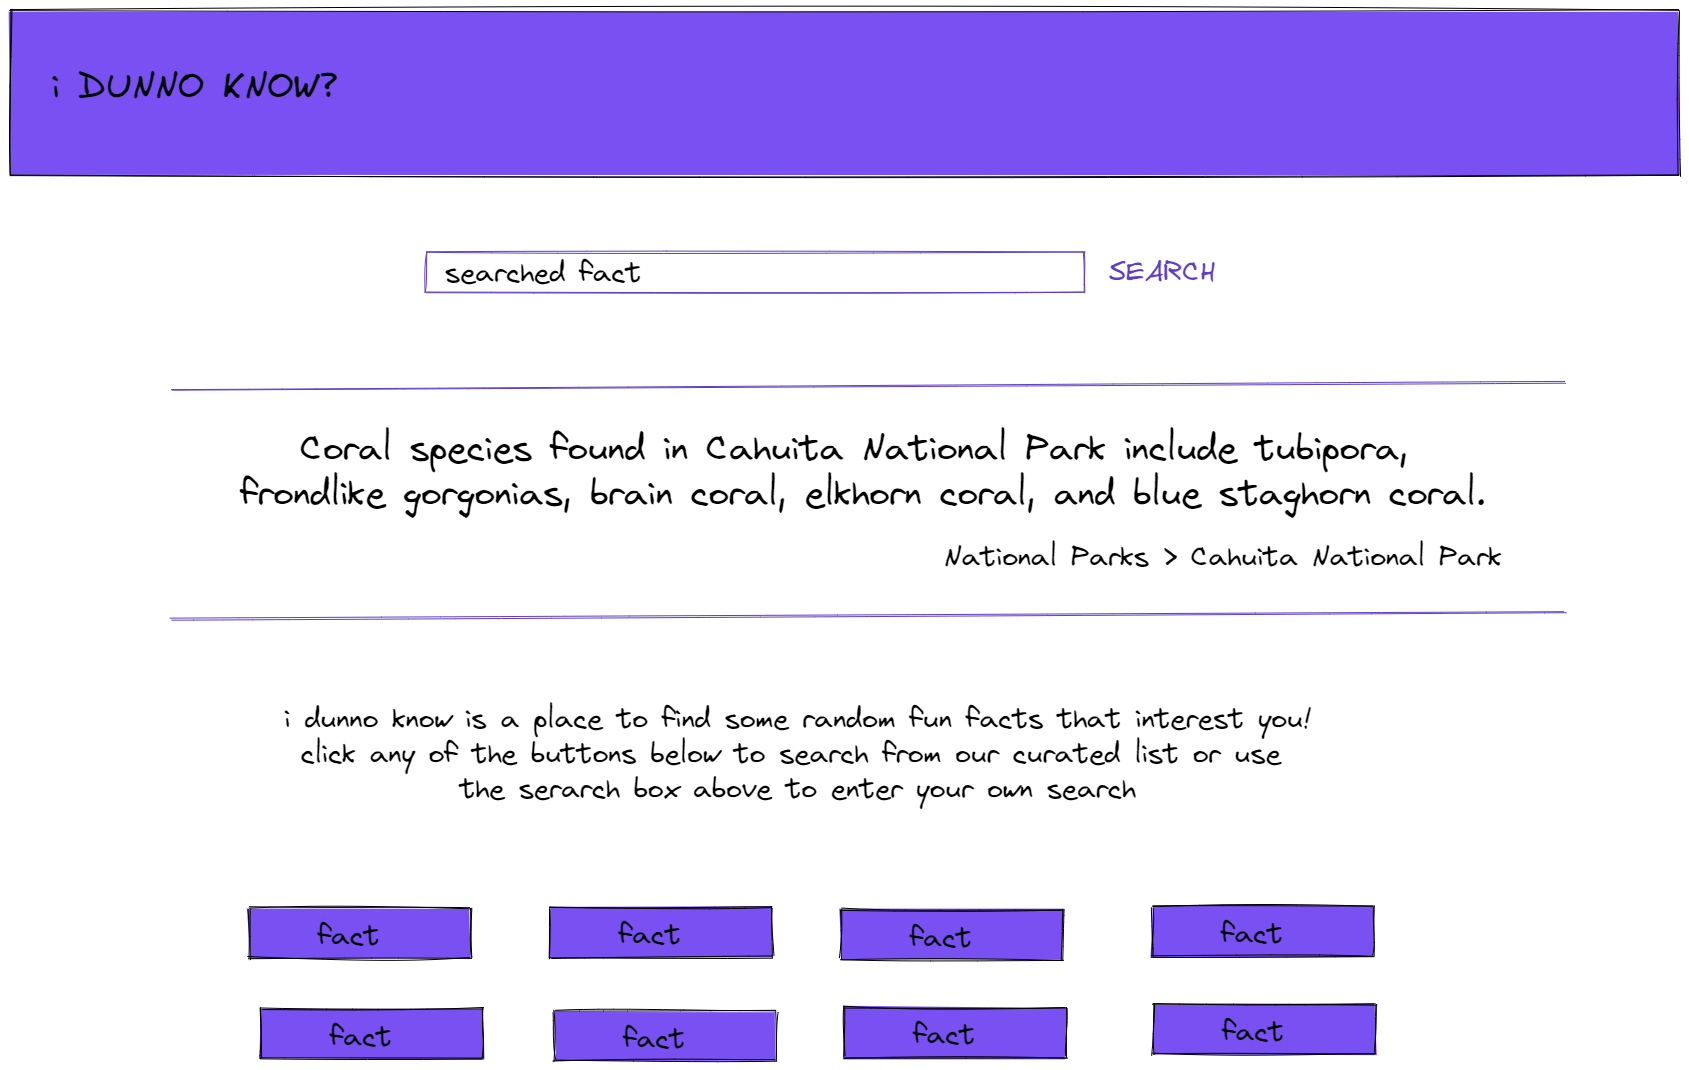 i DUNNO KNOW?
searched fact
SEARCH
Coral species found in Cahuita National Park include tubipora,
frondlike gorgonias, brain coral, elkhorn coral, and blue staghorn coral.
National Parks > Cahuita National Park
i dunno know is a place to find some random fun facts that interest you!
click any of the buttons below to search from our curated list or use
the serarch box above to enter your own search
fact
fact
fact
fact
fact
fact
fact
fact